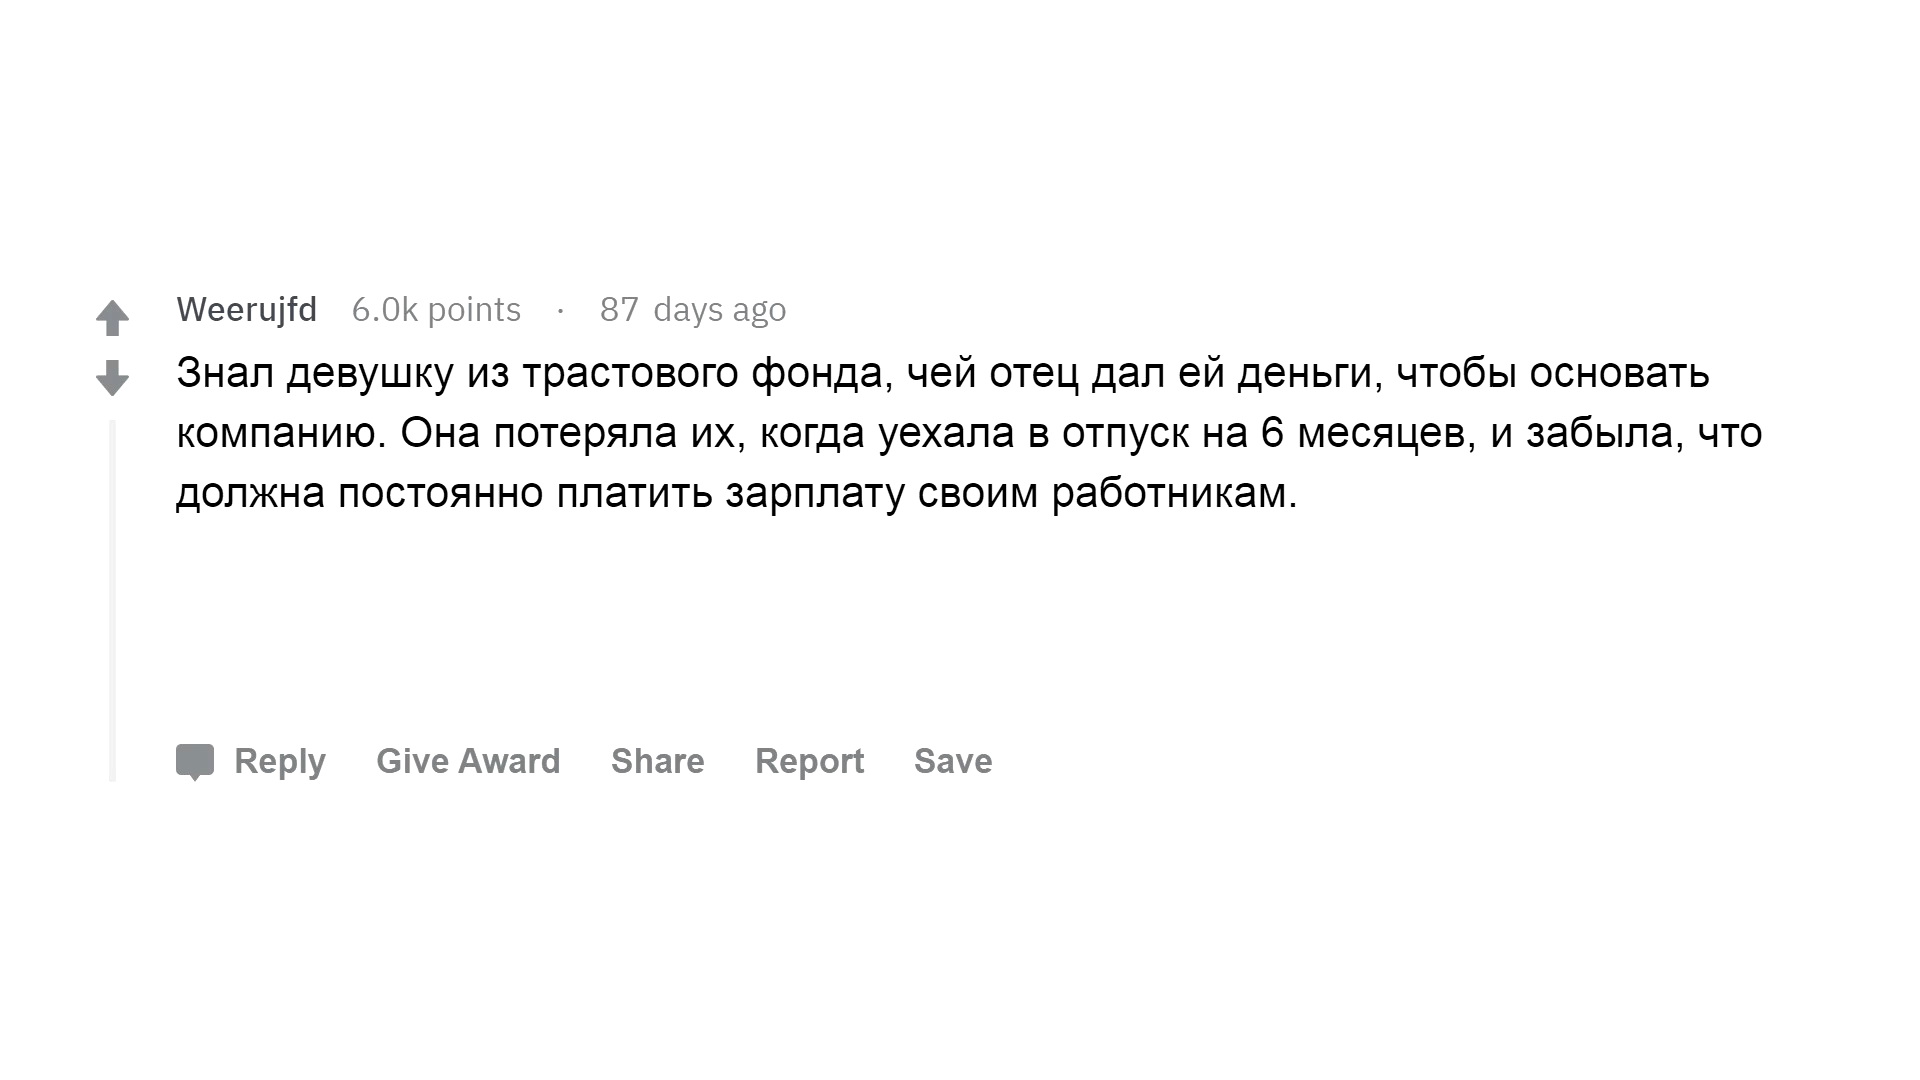 Weerujfd 6.0k points · 87 days ago
Знал девушку из трастового фонда, чей отец дал ей деньги, чтобы основать
компанию. Она потеряла их, когда уехала в отпуск на 6 месяцев, и забыла, что
должна постоянно платить зарплату своим работникам.
Reply Give Award Share Report Save